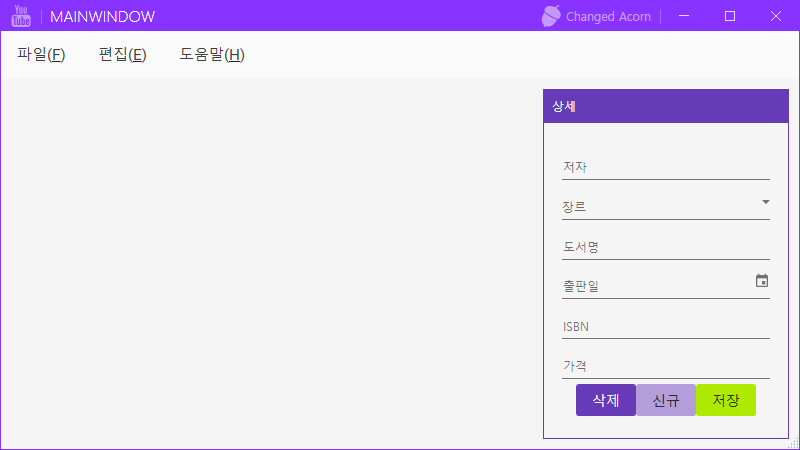 You
Tube
MAINWINDOW
Changed Acorn
파일(F) 편집(E) 도움말(H)
상세
저자
장르
도서명
출판일
ISBN
가격
삭제 신규 저장